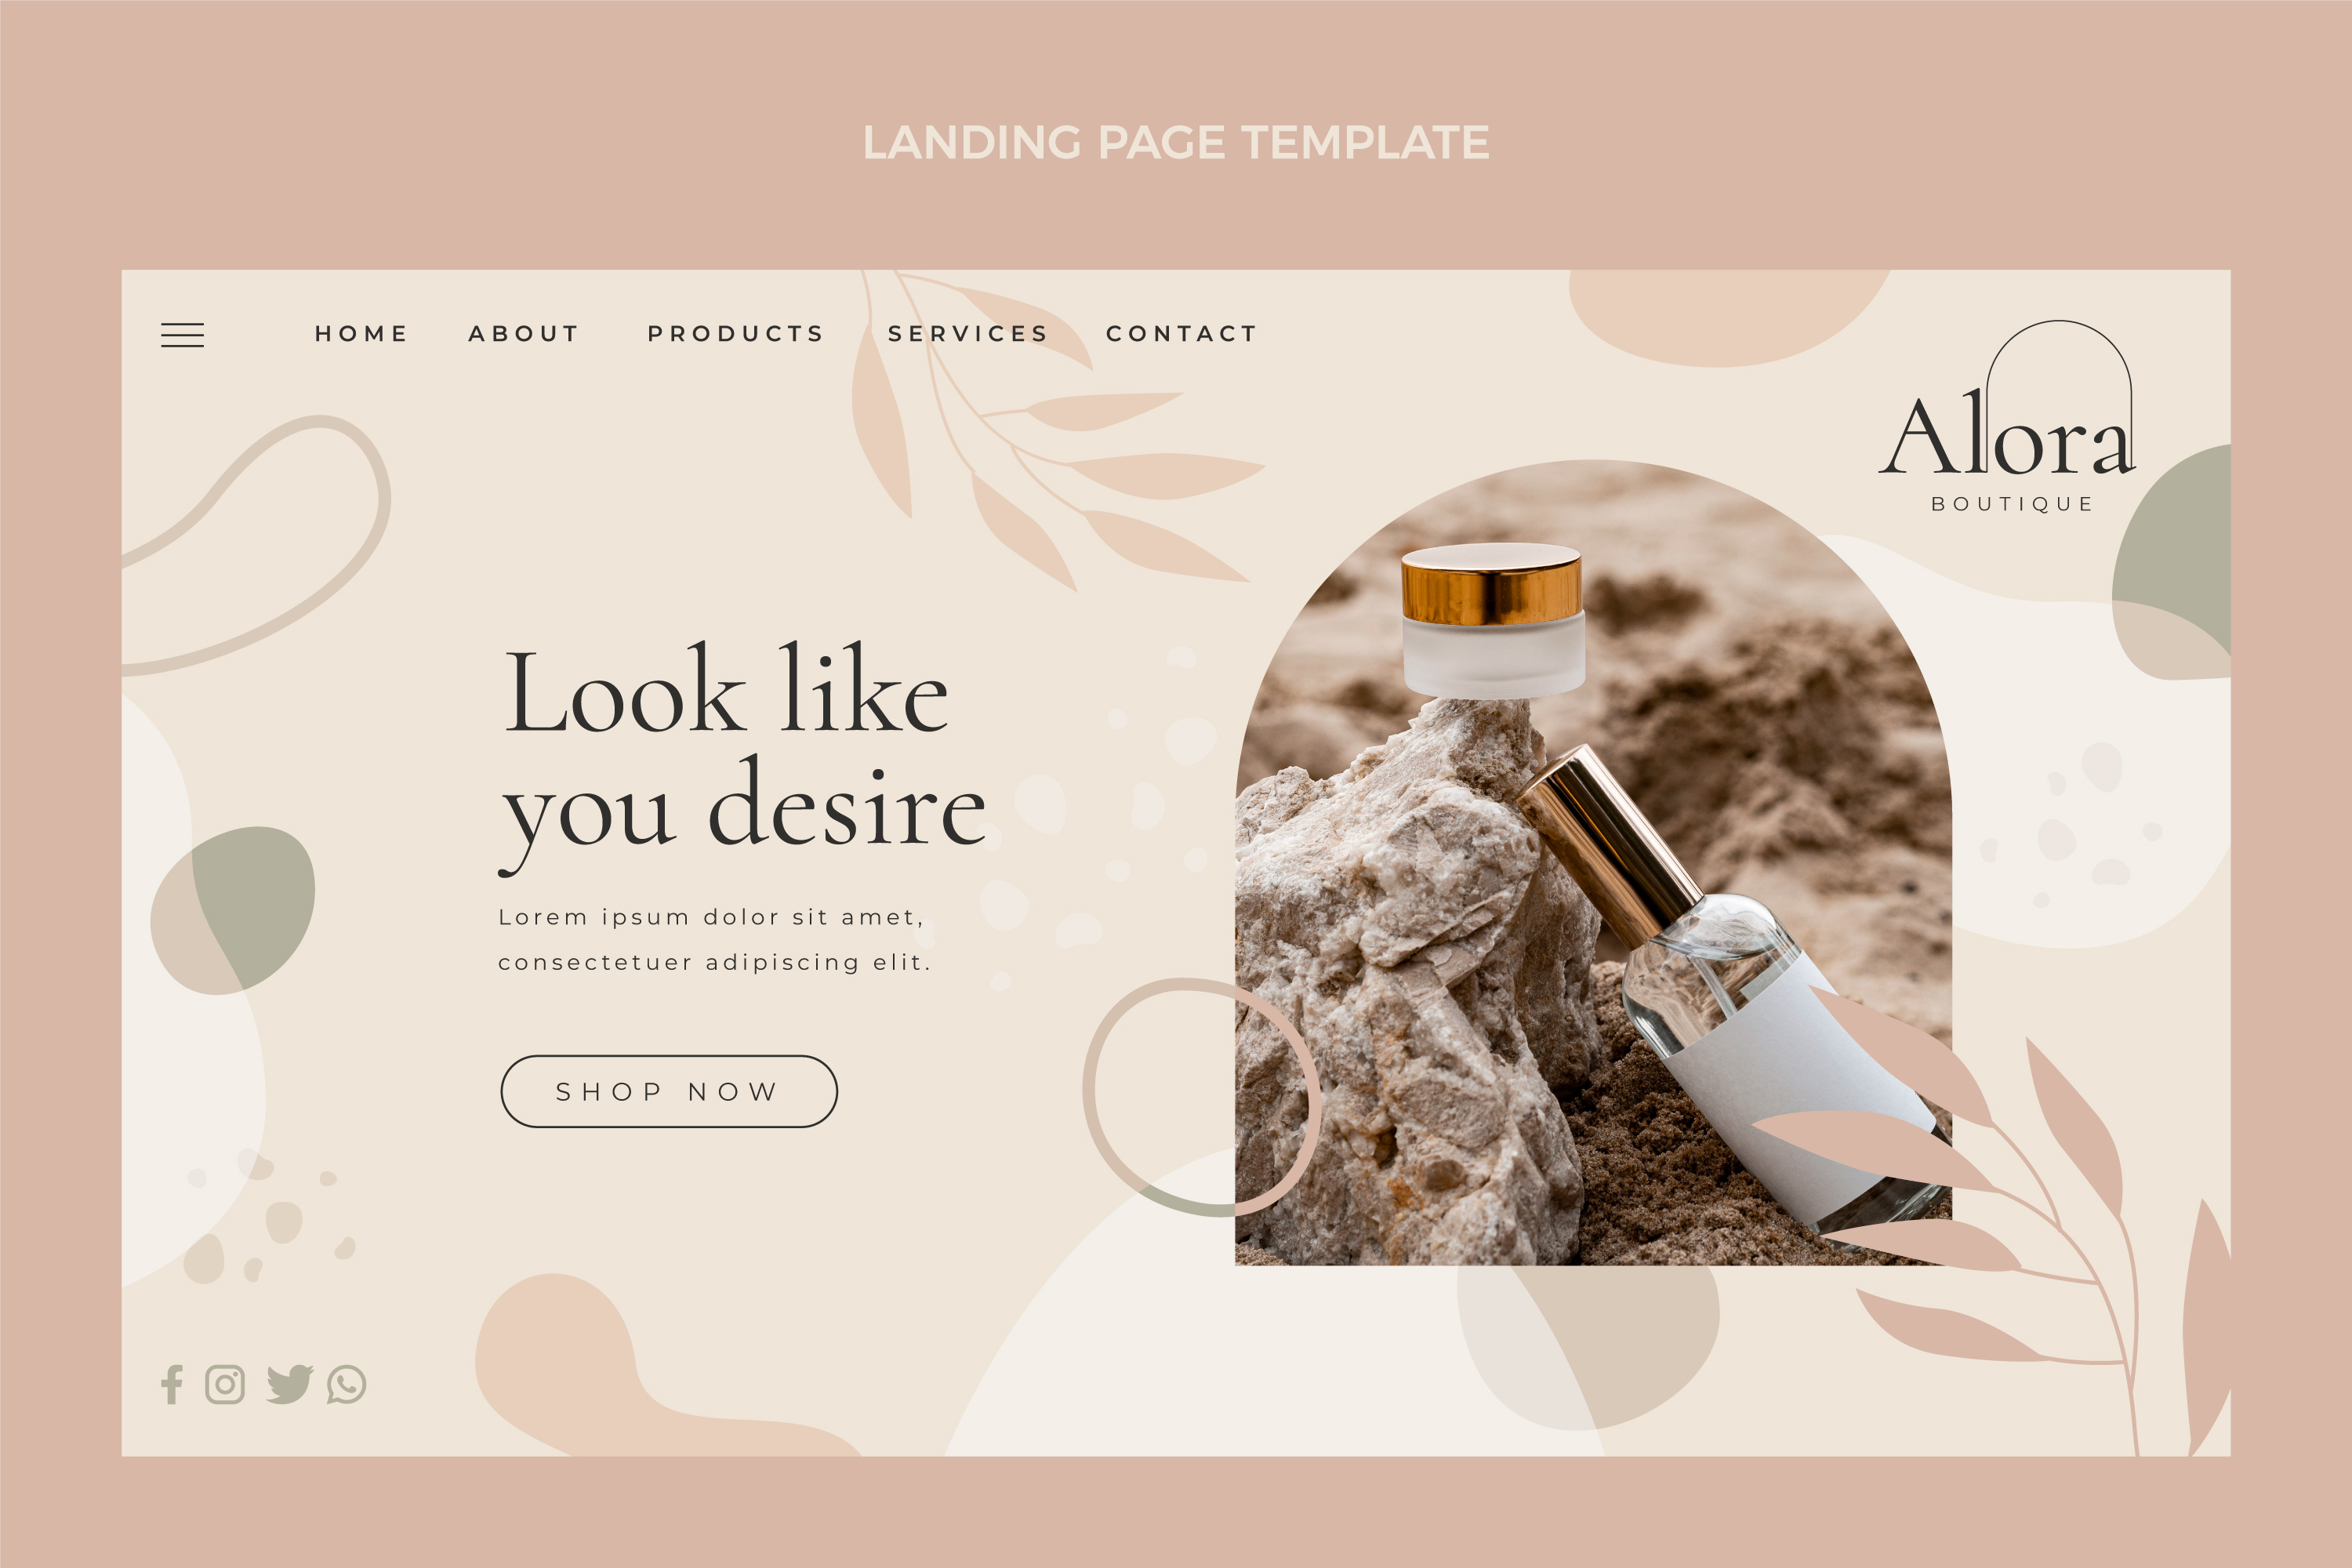 LANDING PAGE TEMPLATE
HOME ABOUT PRODUCTS SERVICES CONTACT
Alora
BOUTIQUE
Look like
you desire
Lorem ipsum dolor sit amet,
consectetuer adipiscing elit.
SHOP NOW